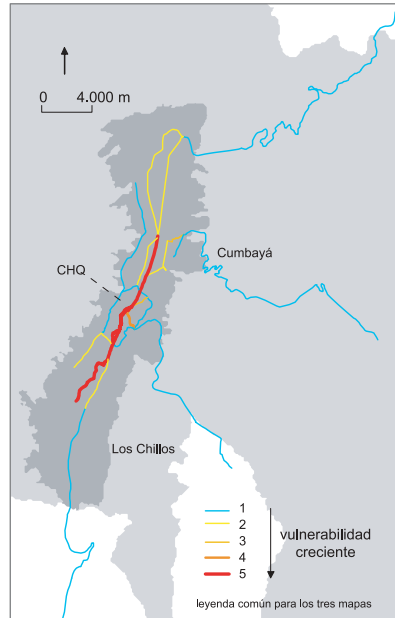 0 4.000 m
Cumbayá
CHQ
Los Chillos
1
2
3
4
5
vulnerabilidad
creciente
leyenda común para los tres mapas